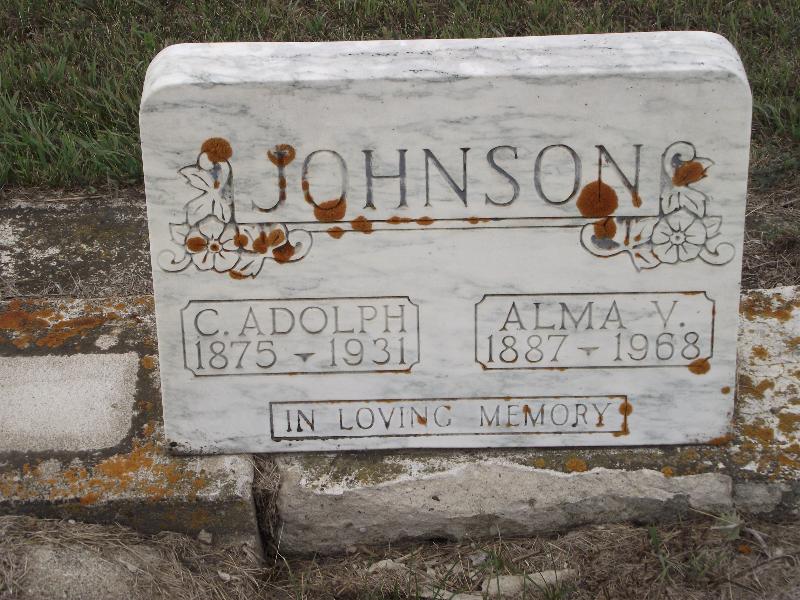 JOHNSON
C. ADOLPH
1875 - 1931
ALMA V.
1887 - 1968
IN LOVING MEMORY